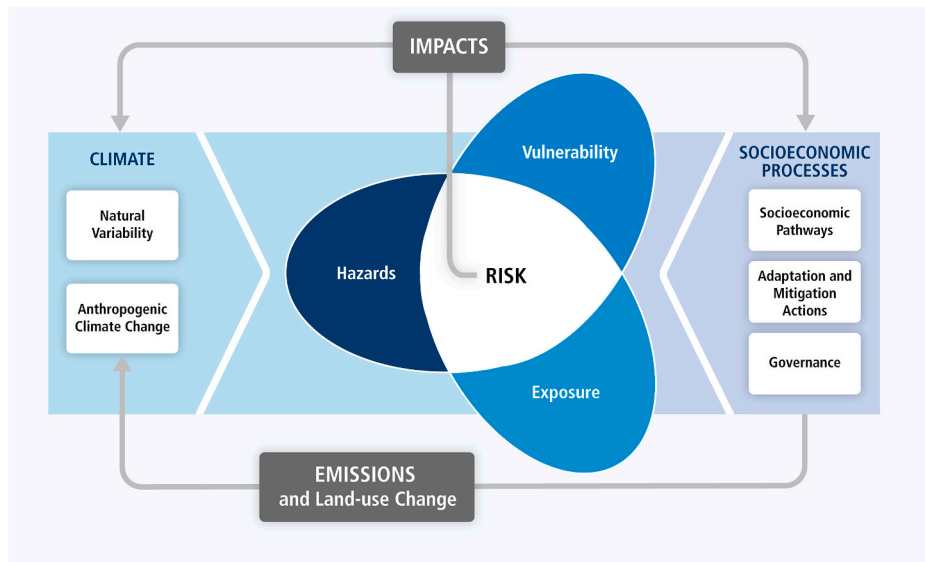 IMPACTS
CLIMATE
Natural
Variability
Anthropogenic
Climate Change
Vulnerability
Hazards
RISK
Exposure
SOCIOECONOMIC
PROCESSES
Socioeconomic
Pathways
Adaptation and
Mitigation
Actions
Governance
EMISSIONS
and Land-use Change